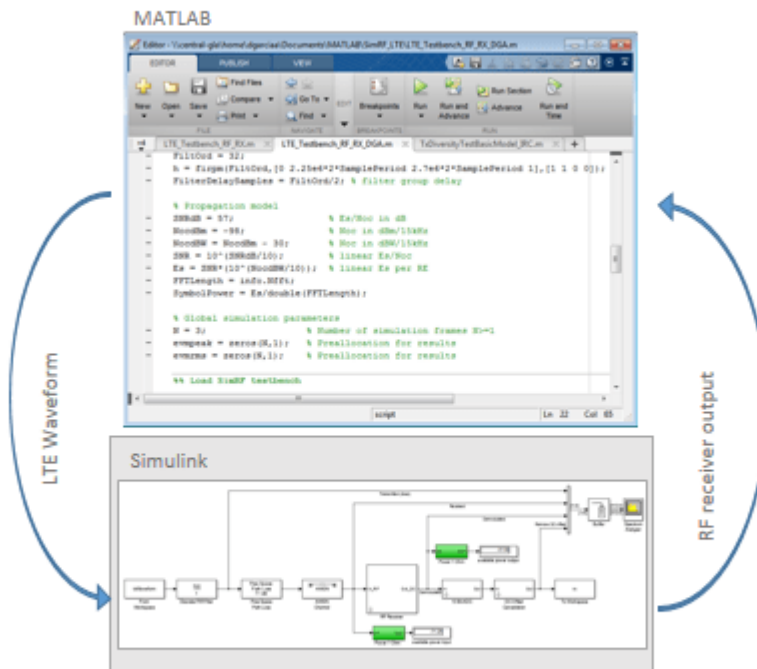 MATLAB
Editor - \\central-gla\home\dgarciaa\Documents\MATLAB\SimRF_LTE\LTE_Testbench_RF_RX_DGA.m
EDITOR PUBLISH VIEW
New Open Save Find Files Compare Print Go To Find EDIT Breakpoints Run Run and Advance Run Section Advance Run and Time
FILE NAVIGATE BREAKPOINTS RUN
LTE_Testbench_RF_RX.m LTE_Testbench_RF_RX_DGA.m TxDiversityTestBasicModel_IRC.m
FiltOrd = 32;
h = firpm(FiltOrd,[0 2.25e6*2*SamplePeriod 2.7e6*2*SamplePeriod 1],[1 1 0 0]);
FilterDelaySamples = FiltOrd/2; % filter group delay
% Propagation model
SNRdB = 57; % Es/Noc in dB
NocdBm = -98; % Noc in dBm/15kHz
NocdBW = NocdBm - 30; % Noc in dBW/15kHz
SNR = 10^(SNRdB/10); % linear Es/Noc
Es = SNR*(10^(NocdBW/10)); % linear Es per RE
FFTLength = info.Nfft;
SymbolPower = Es/double(FFTLength);
% Global simulation parameters
N = 3; % Number of simulation frames N>=1
evmpeak = zeros(N,1); % Preallocation for results
evmrms = zeros(N,1); % Preallocation for results
%% Load SimRF testbench
script Ln 22 Col 65
LTE Waveform
RF receiver output
Simulink
Received
RF Receiver